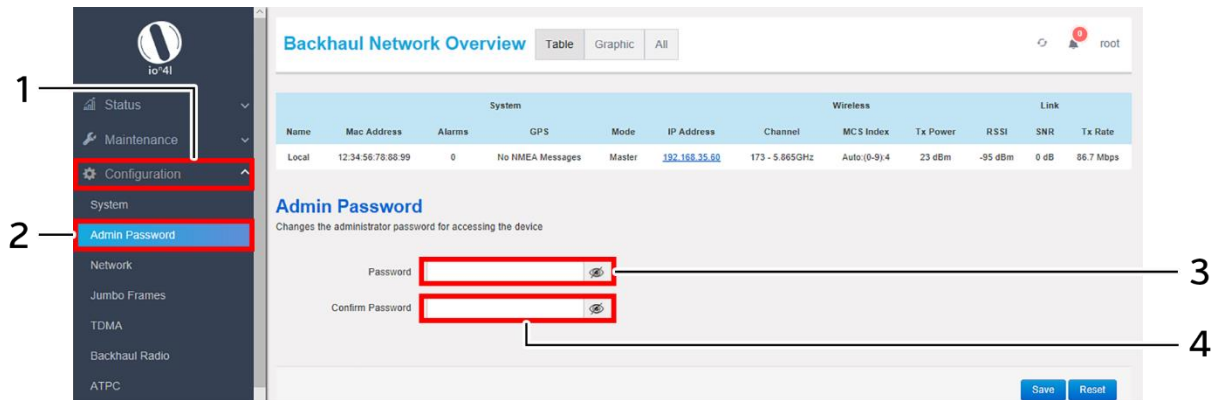 Backhaul Network Overview Table Graphic All 0 root
io"4l
1
Status
Maintenance
Configuration
System
2
Admin Password
Network
Jumbo Frames
TDMA
Backhaul Radio
ATPC
System Wireless Link
Name Mac Address Alarms GPS Mode IP Address Channel MCS Index Tx Power RSSI SNR Tx Rate
Local 12:34:56:78:88:99 0 No NMEA Messages Master 192.168.35.60 173 - 5.865GHz Auto:(0-9):4 23 dBm -95 dBm 0 dB 86.7 Mbps
Admin Password
Changes the administrator password for accessing the device
Password
3
Confirm Password
4
Save Reset